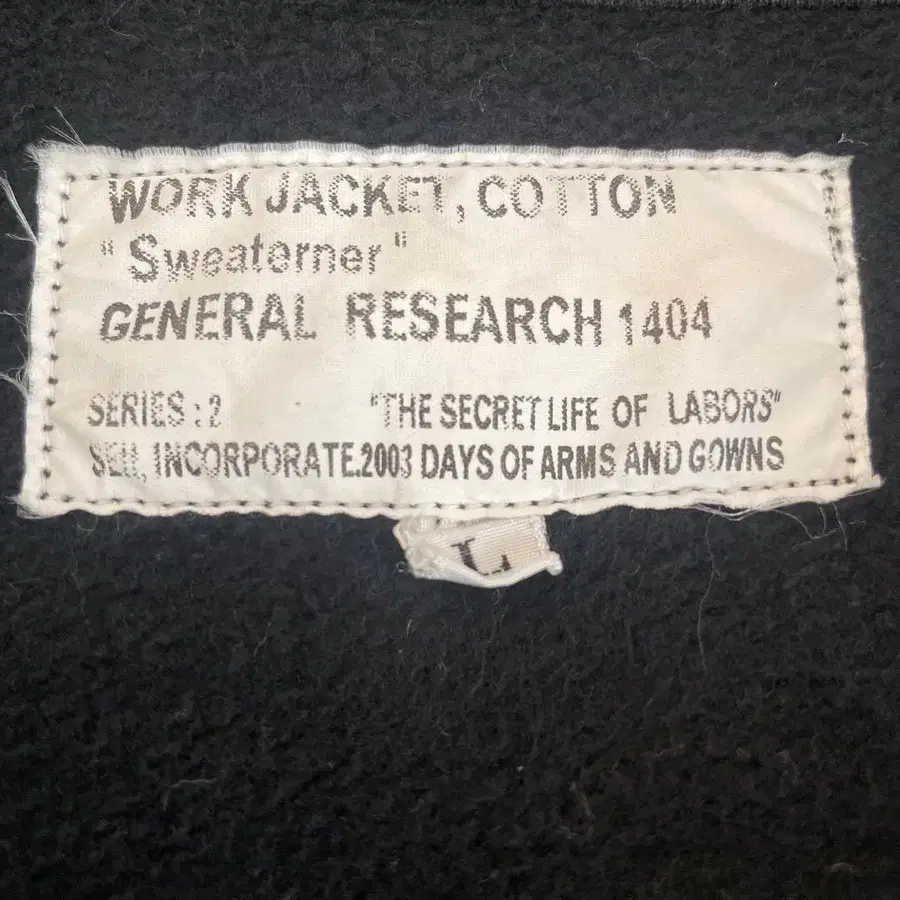 WORK JACKET, COTTON
"Sweaterner"
GENERAL RESEARCH 1404
SERIES : 2 "THE SECRET LIFE OF LABORS"
INCORPORATE.2003 DAYS OF ARMS AND GOWNS
L